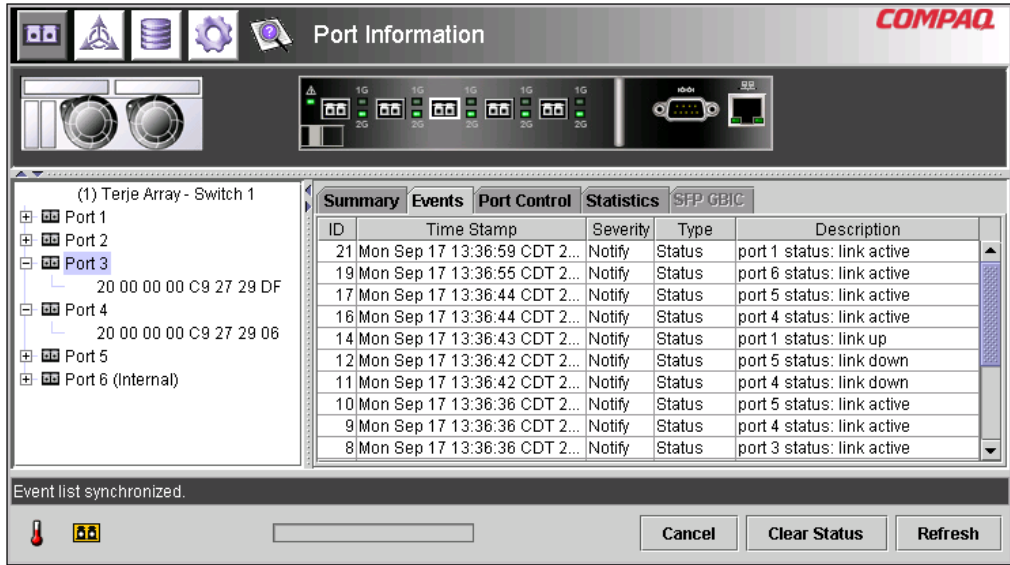 Port Information
COMPAQ
1G 1G 1G 1G 1G
2G 2G 2G 2G 2G
(1) Terje Array - Switch 1
Port 1
Port 2
Port 3
20 00 00 00 C9 27 29 DF
Port 4
20 00 00 00 C9 27 29 06
Port 5
Port 6 (Internal)
Summary Events Port Control Statistics SFP GBIC
ID Time Stamp Severity Type Description
21 Mon Sep 17 13:36:59 CDT 2... Notify Status port 1 status: link active
19 Mon Sep 17 13:36:55 CDT 2... Notify Status port 6 status: link active
17 Mon Sep 17 13:36:44 CDT 2... Notify Status port 5 status: link active
16 Mon Sep 17 13:36:44 CDT 2... Notify Status port 4 status: link active
14 Mon Sep 17 13:36:43 CDT 2... Notify Status port 1 status: link up
12 Mon Sep 17 13:36:42 CDT 2... Notify Status port 5 status: link down
11 Mon Sep 17 13:36:42 CDT 2... Notify Status port 4 status: link down
10 Mon Sep 17 13:36:36 CDT 2... Notify Status port 5 status: link active
9 Mon Sep 17 13:36:36 CDT 2... Notify Status port 4 status: link active
8 Mon Sep 17 13:36:36 CDT 2... Notify Status port 3 status: link active
Event list synchronized.
Cancel Clear Status Refresh